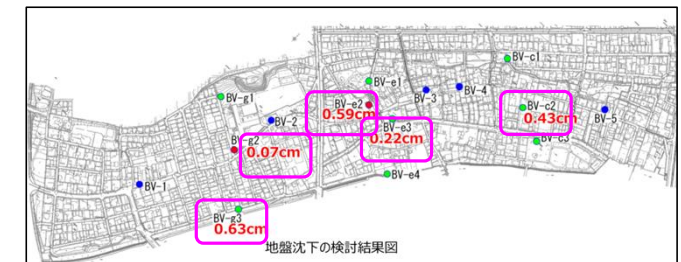 BV-c1
BV-e1
BV-3
BV-4
BV-g1
BV-e2
0.59cm
BV-c2
0.43cm
BV-5
BV-2
BV-e3
0.22cm
BV-c3
BV-g2
0.07cm
BV-e4
BV-1
BV-g3
0.63cm
地盤沈下の検討結果図